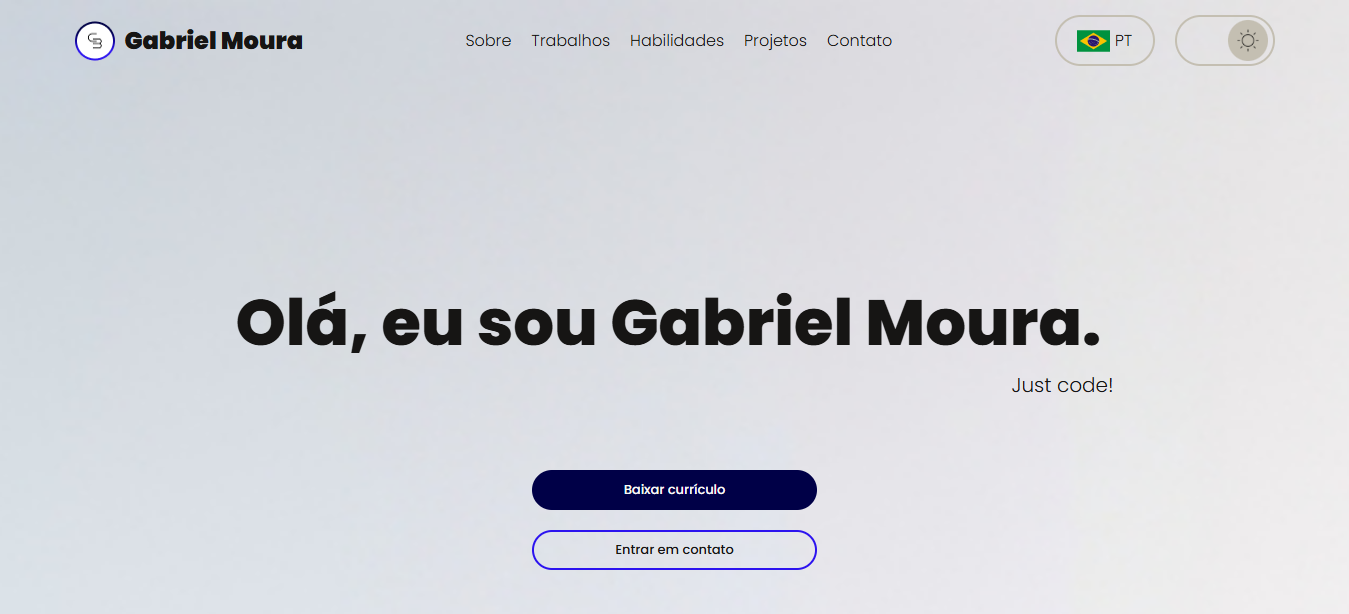 Gabriel Moura
Sobre Trabalhos Habilidades Projetos Contato
PT
Olá, eu sou Gabriel Moura.
Just code!
Baixar currículo
Entrar em contato